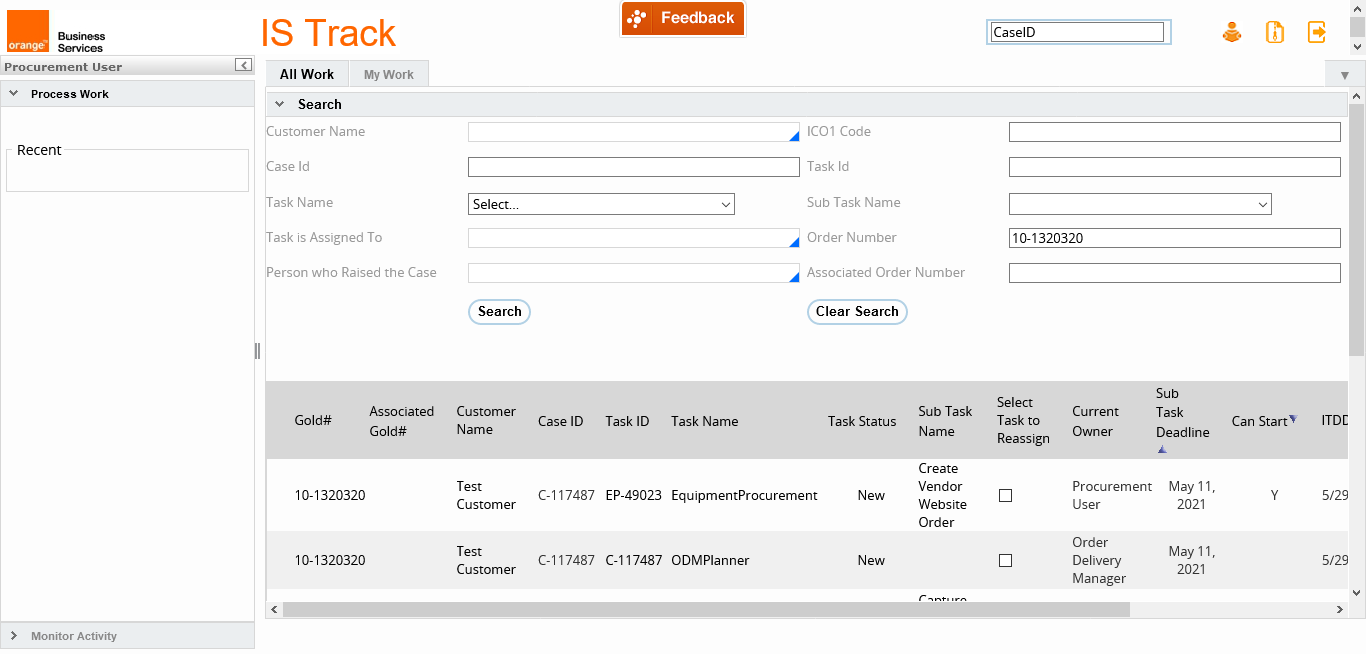 orange™
Business
Services
IS Track
Feedback
CaseID
Procurement User
All Work
My Work
Process Work
Search
Recent
Customer Name
ICO1 Code
Case Id
Task Id
Task Name
Select...
Sub Task Name
Task is Assigned To
Order Number
10-1320320
Person who Raised the Case
Associated Order Number
Search
Clear Search
Gold#
Associated
Gold#
Customer
Name
Case ID
Task ID
Task Name
Task Status
Sub Task
Name
Select
Task to
Reassign
Current
Owner
Sub
Task
Deadline
Can Start
ITDD
10-1320320
Test
Customer
C-117487
EP-49023
EquipmentProcurement
New
Create
Vendor
Website
Order
Procurement
User
May 11,
2021
Y
5/29
10-1320320
Test
Customer
C-117487
C-117487
ODMPlanner
New
Order
Delivery
Manager
May 11,
2021
5/29
Capture
Monitor Activity